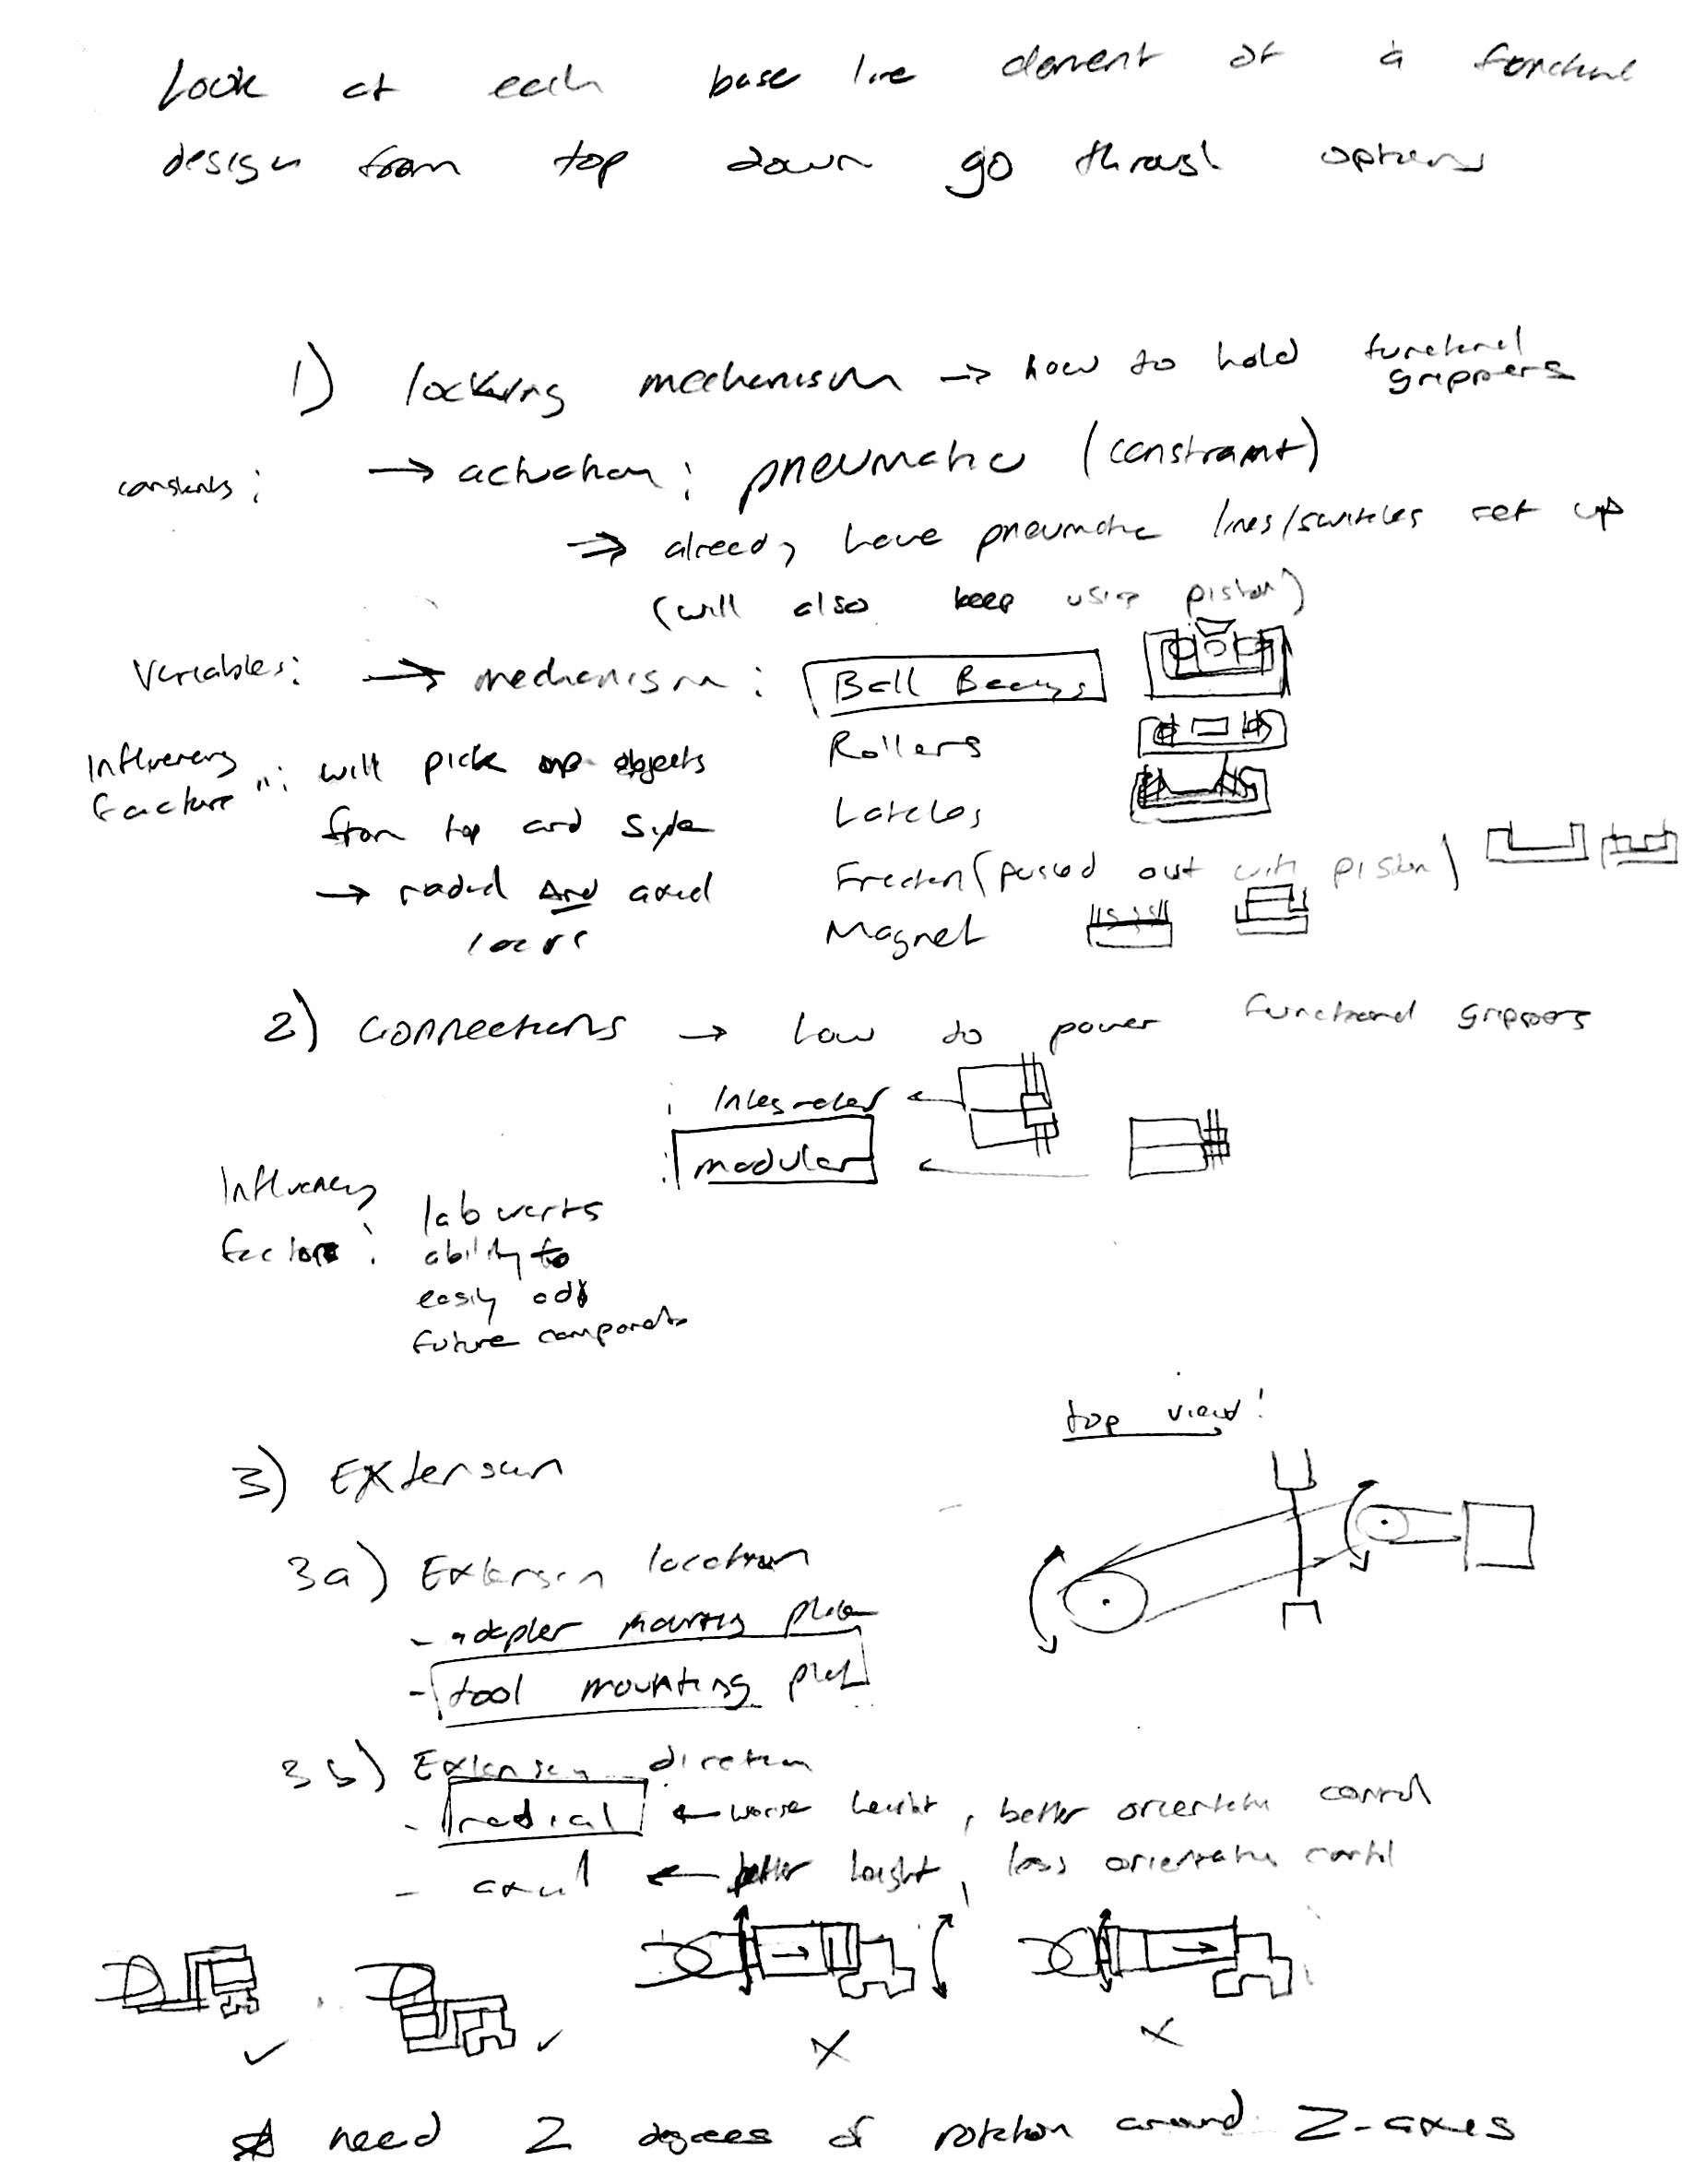 Look at each base line element of a functional
design from top down go through options
1) locking mechanism → how to hold functional grippers
constants: → actuation: pneumatic (constraint)
⇒ already have pneumatic lines/switches set up
(will also keep using piston)
Variables: → mechanism: Ball Bearings
Rollers
Latches
Friction (pushed out with piston)
Magnet
Influencing factors: will pick up objects
from top and side
→ radial AND axial
locks
2) Connections → how to power functional grippers
: Integrated ←
: modular ←
Influencing factors: lab wants
ability to
easily add
future components
top view:
3) Extension
3a) Extension location
- adapter mounting plate
- tool mounting plate
3b) Extension direction
- radial ← worse height, better orientation control
- axial ← better height, less orientation control
✓ ✓ X X
☆ need 2 degrees of rotation around Z-axes